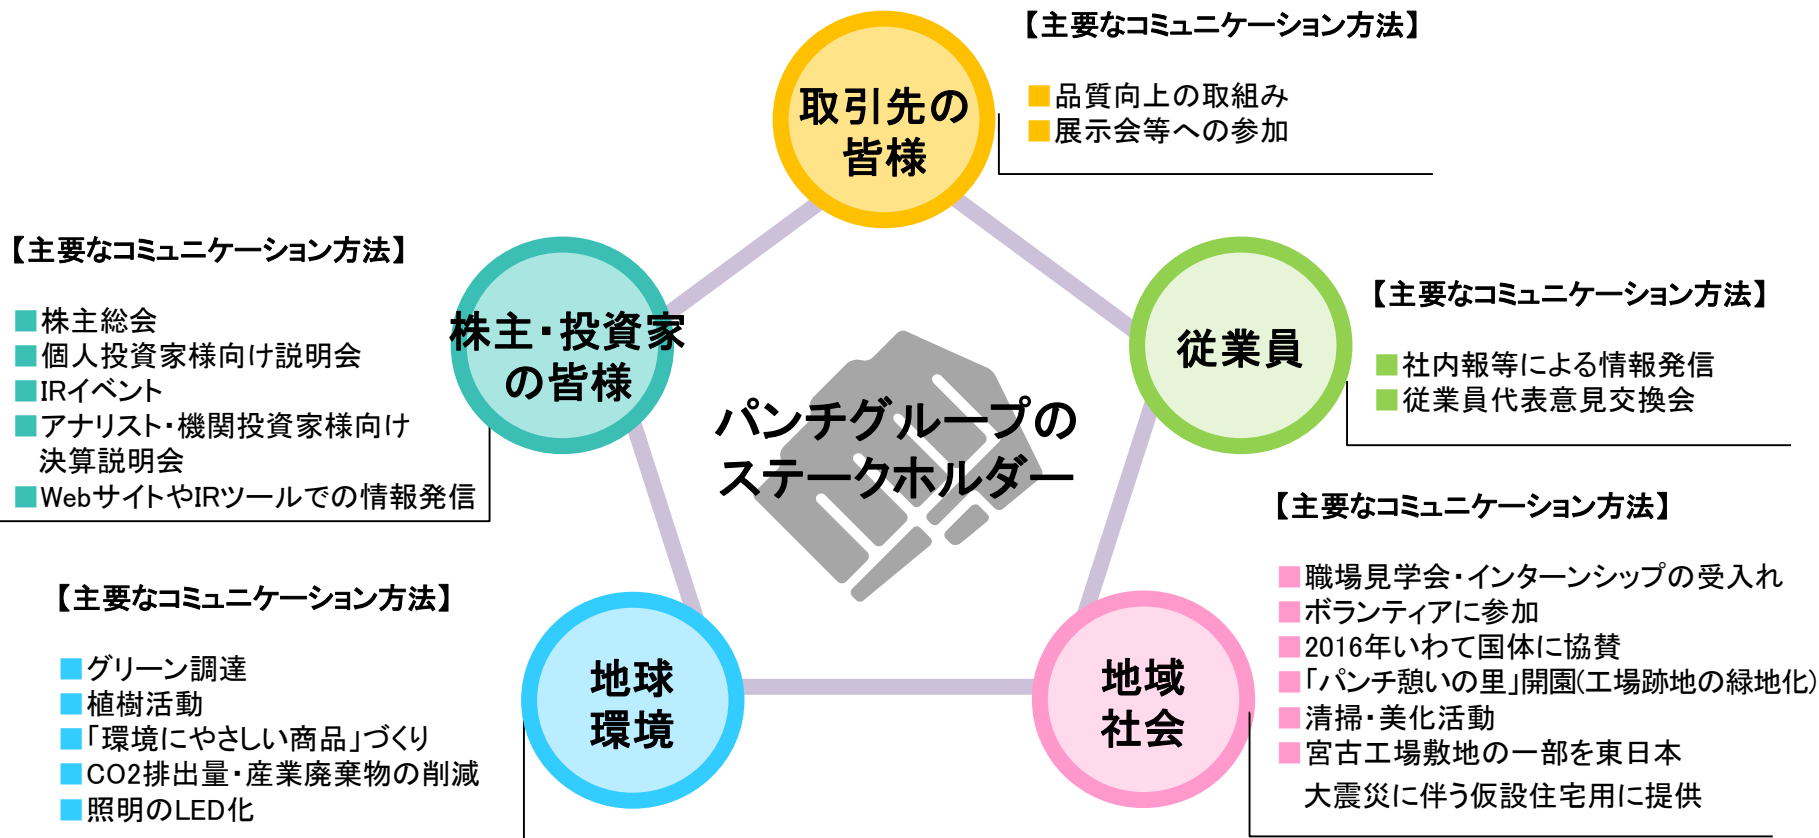 【主要なコミュニケーション方法】
■品質向上の取組み
■展示会等への参加
取引先の
皆様
【主要なコミュニケーション方法】
■株主総会
■個人投資家様向け説明会
■IRイベント
■アナリスト・機関投資家様向け
決算説明会
■WebサイトやIRツールでの情報発信
株主・投資家
の皆様
従業員
【主要なコミュニケーション方法】
■社内報等による情報発信
■従業員代表意見交換会
パンチグループの
ステークホルダー
【主要なコミュニケーション方法】
■グリーン調達
■植樹活動
■「環境にやさしい商品」づくり
■CO2排出量・産業廃棄物の削減
■照明のLED化
地球
環境
地域
社会
【主要なコミュニケーション方法】
■職場見学会・インターンシップの受入れ
■ボランティアに参加
■2016年いわて国体に協賛
■「パンチ憩いの里」開園(工場跡地の緑地化)
■清掃・美化活動
■宮古工場敷地の一部を東日本
大震災に伴う仮設住宅用に提供